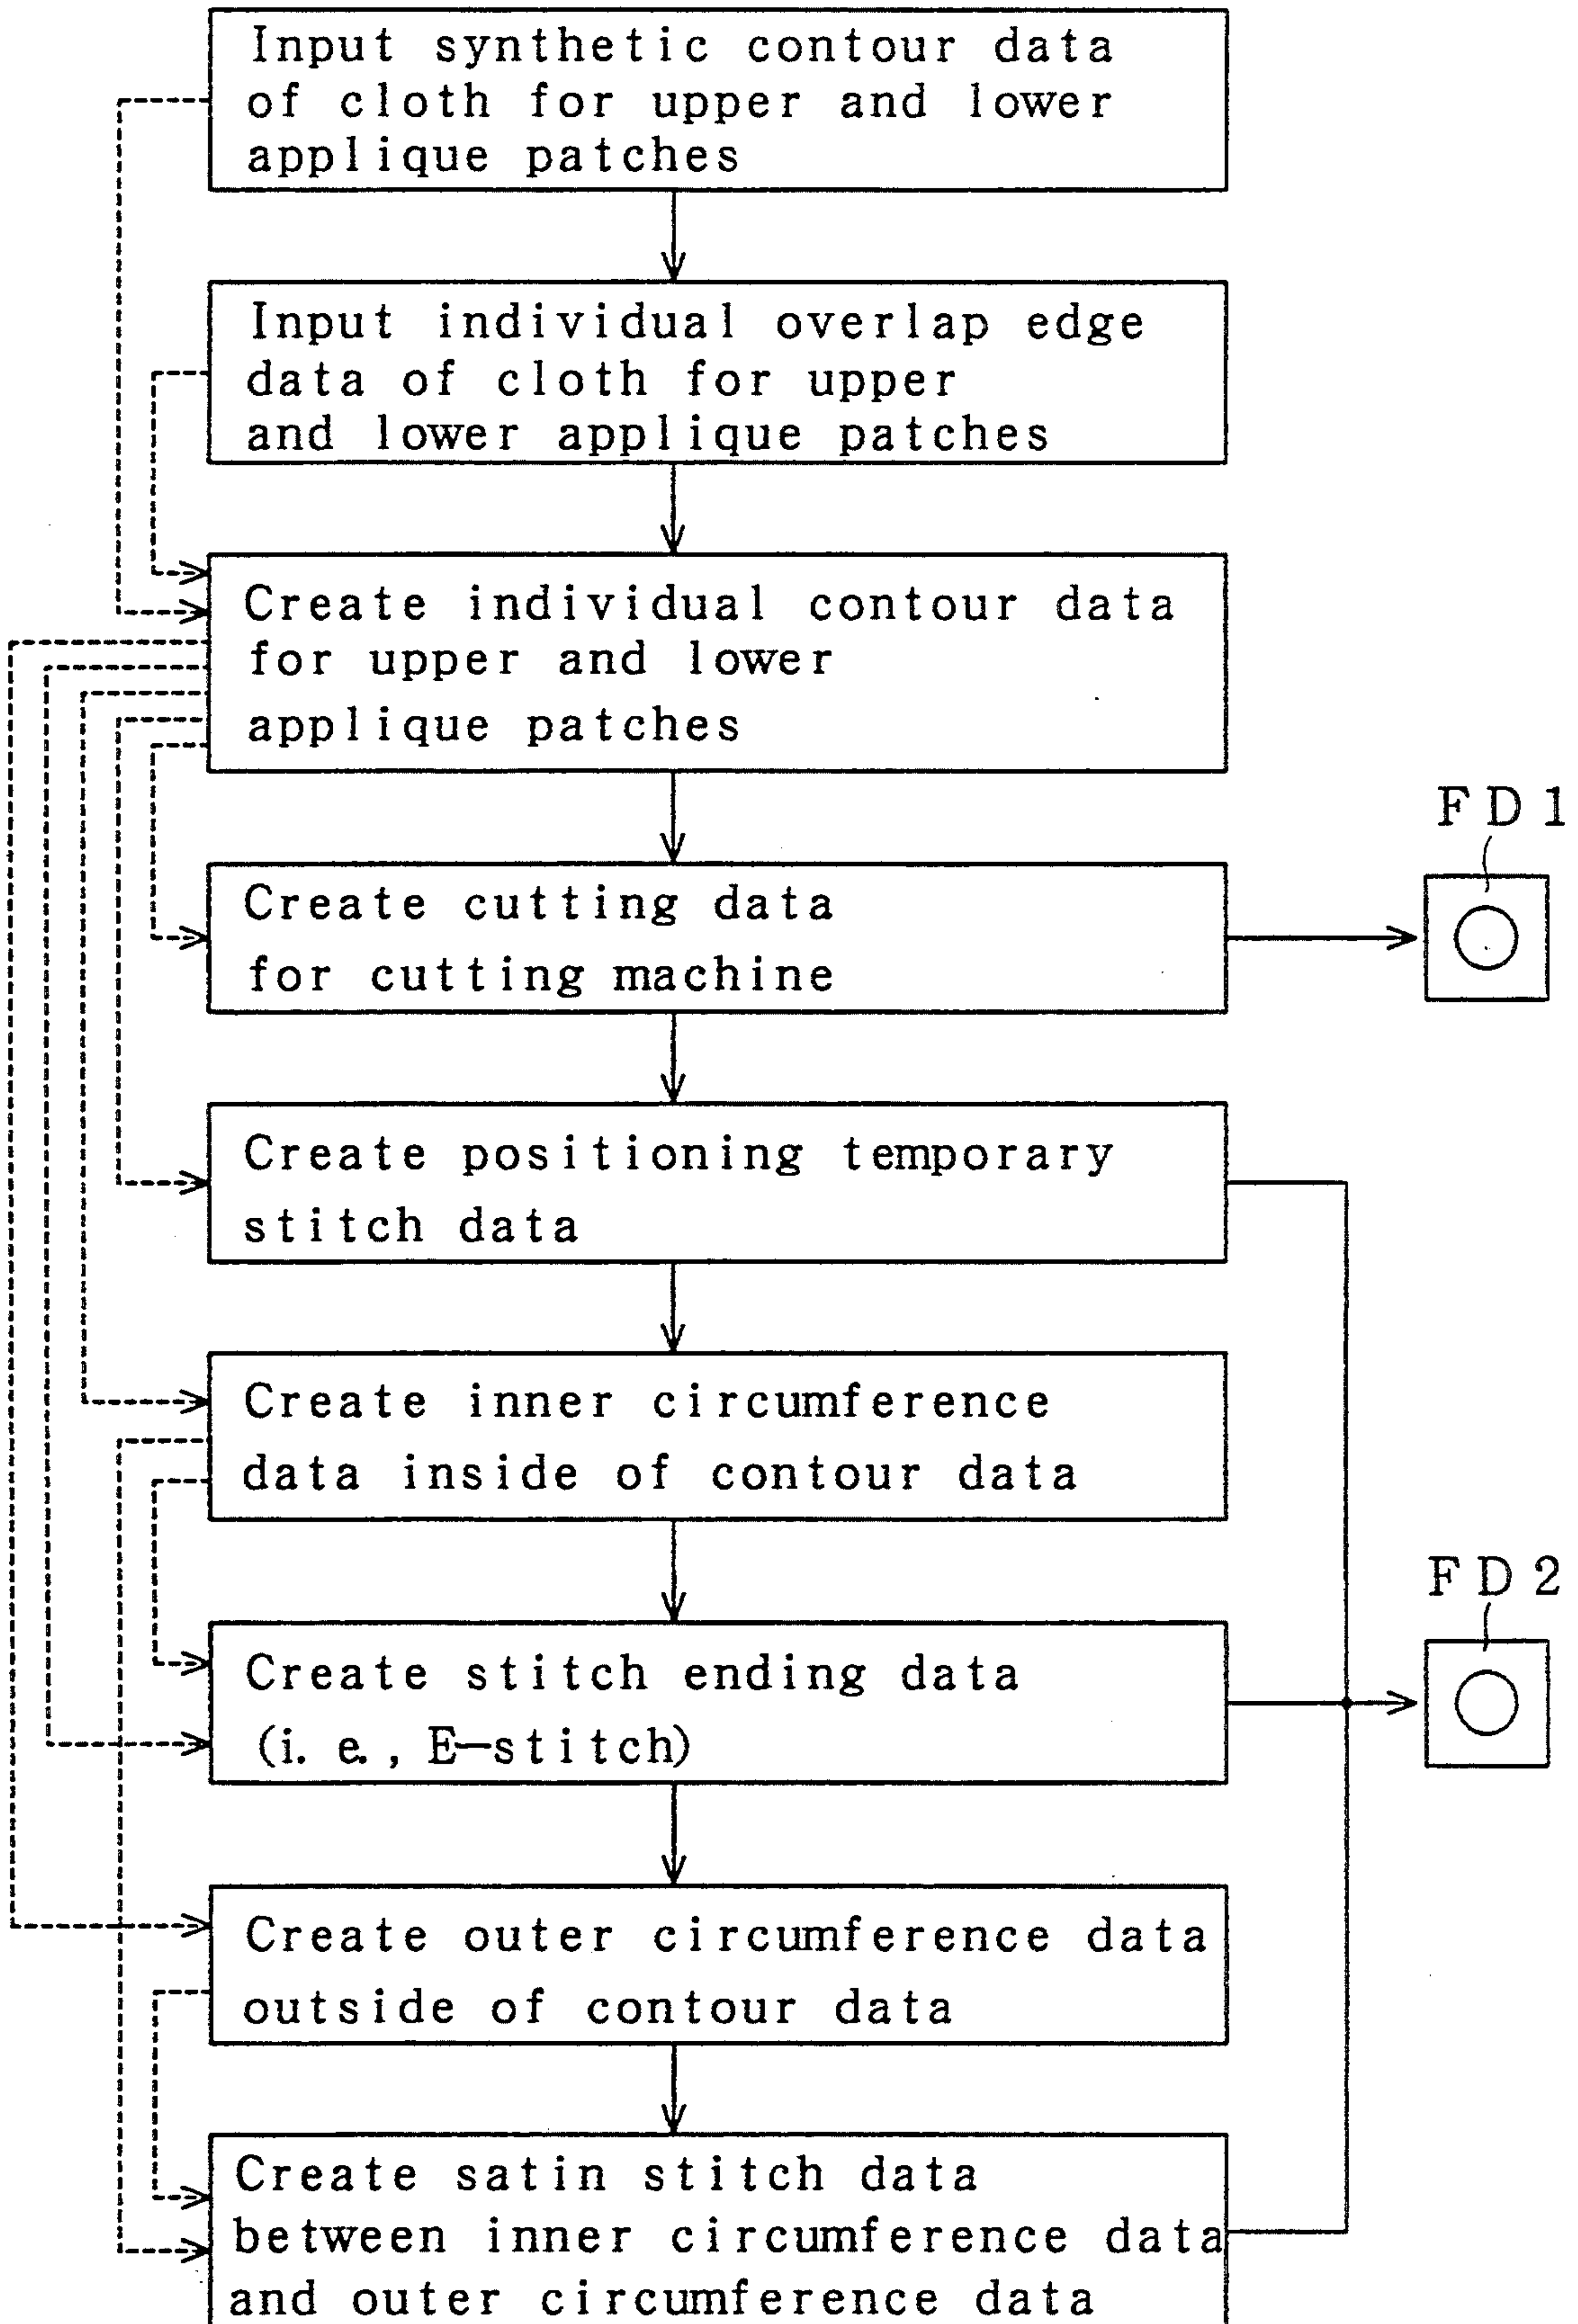 Input synthetic contour data
of cloth for upper and lower
applique patches
Input individual overlap edge
data of cloth for upper
and lower applique patches
Create individual contour data
for upper and lower
applique patches
FD1
Create cutting data
for cutting machine
Create positioning temporary
stitch data
Create inner circumference
data inside of contour data
FD2
Create stitch ending data
(i.e., E-stitch)
Create outer circumference data
outside of contour data
Create satin stitch data
between inner circumference data
and outer circumference data